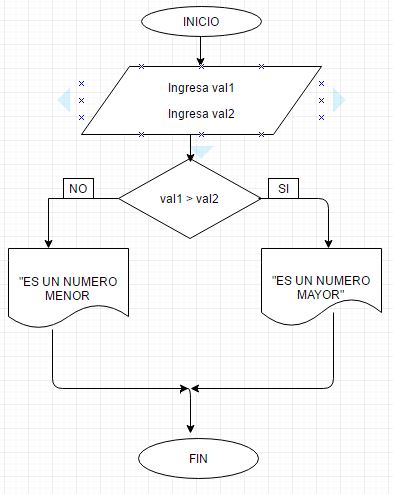 INICIO
Ingresa val1
Ingresa val2
val1 > val2
NO
SI
"ES UN NUMERO
MENOR
"ES UN NUMERO
MAYOR"
FIN